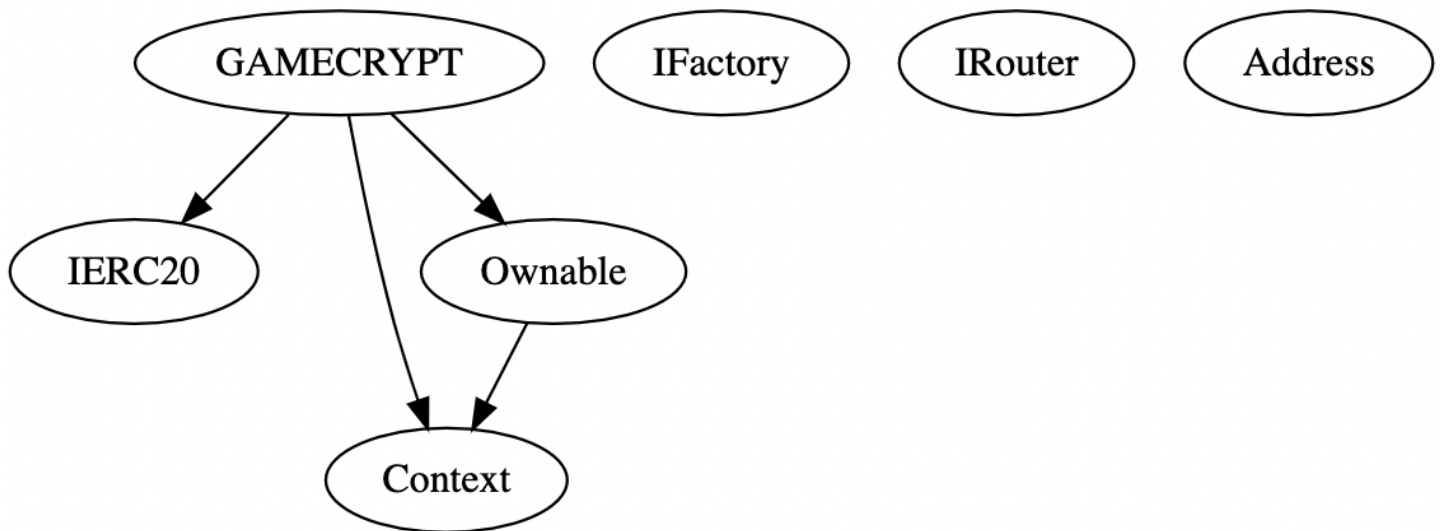 GAMECRYPT
IFactory
IRouter
Address
IERC20
Ownable
Context